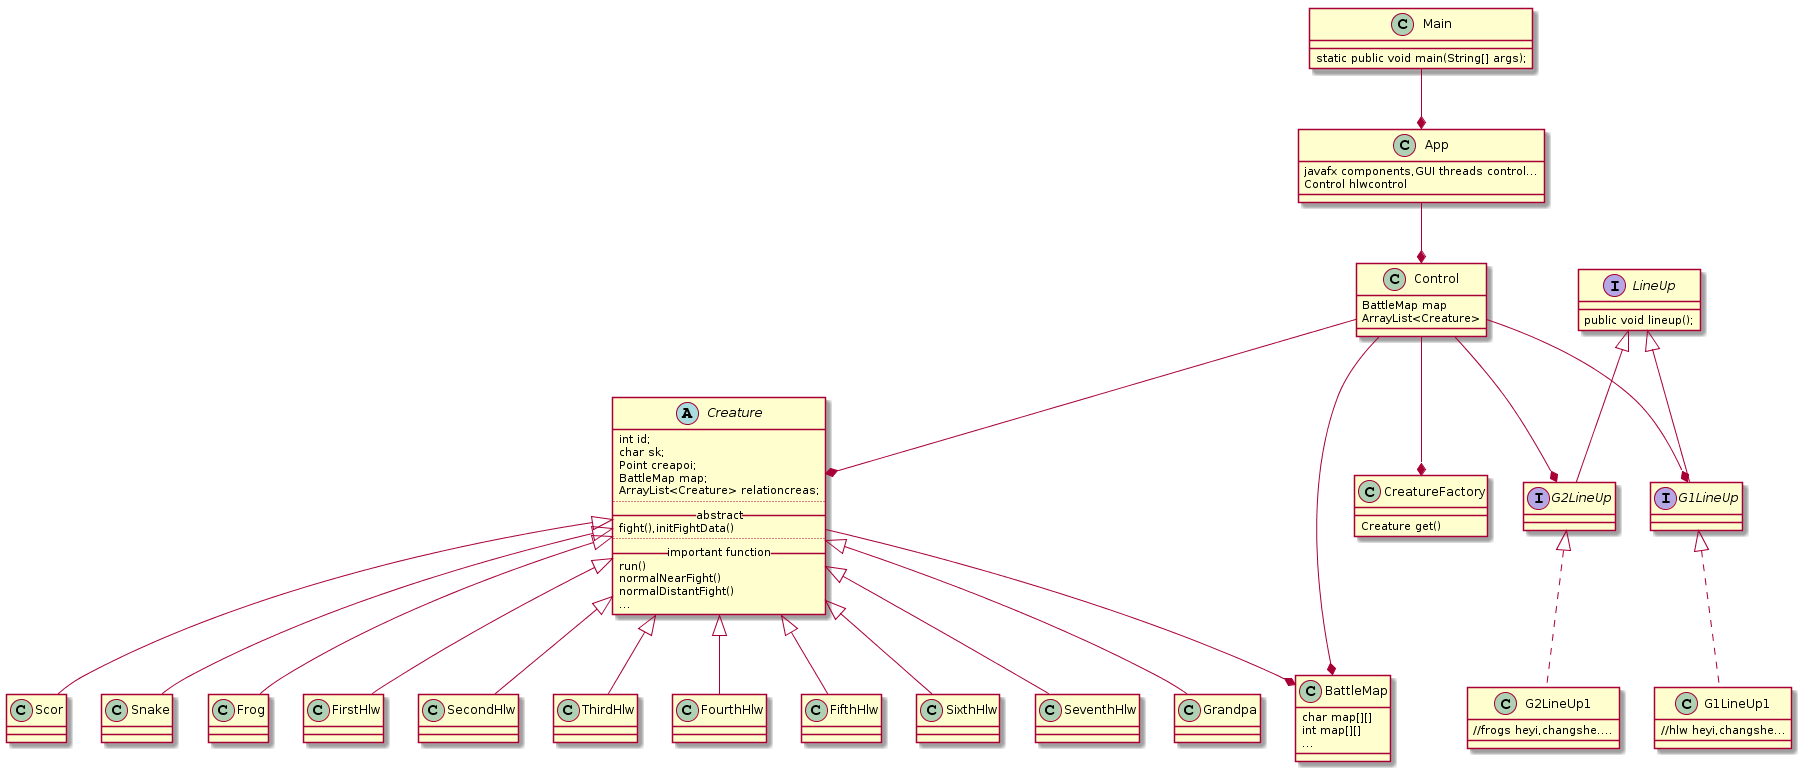 C Main
static public void main(String[] args);
C App
javafx components,GUI threads control...
Control hlwcontrol
C Control
BattleMap map
ArrayList<Creature>
I LineUp
public void lineup();
A Creature
int id;
char sk;
Point creapoi;
BattleMap map;
ArrayList<Creature> relationcreas;
abstract
fight(),initFightData()
important function
run()
normalNearFight()
normalDistantFight()
...
C CreatureFactory
Creature get()
I G2LineUp
I G1LineUp
C Scor
C Snake
C Frog
C FirstHlw
C SecondHlw
C ThirdHlw
C FourthHlw
C FifthHlw
C SixthHlw
C SeventhHlw
C Grandpa
C BattleMap
char map[][]
int map[][]
...
C G2LineUp1
//frogs heyi,changshe....
C G1LineUp1
//hlw heyi,changshe...